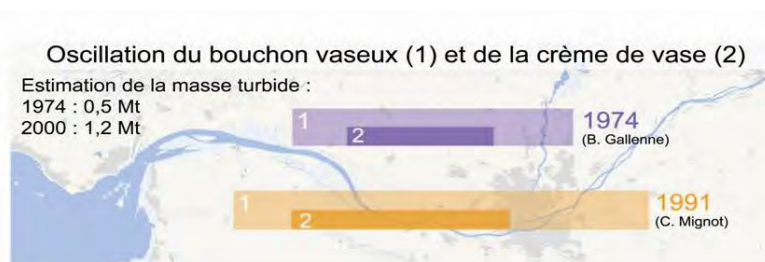 Oscillation du bouchon vaseux (1) et de la crème de vase (2)
Estimation de la masse turbide :
1974 : 0,5 Mt
2000 : 1,2 Mt
1
2
1974
(B. Gallenne)
1
2
1991
(C. Mignot)